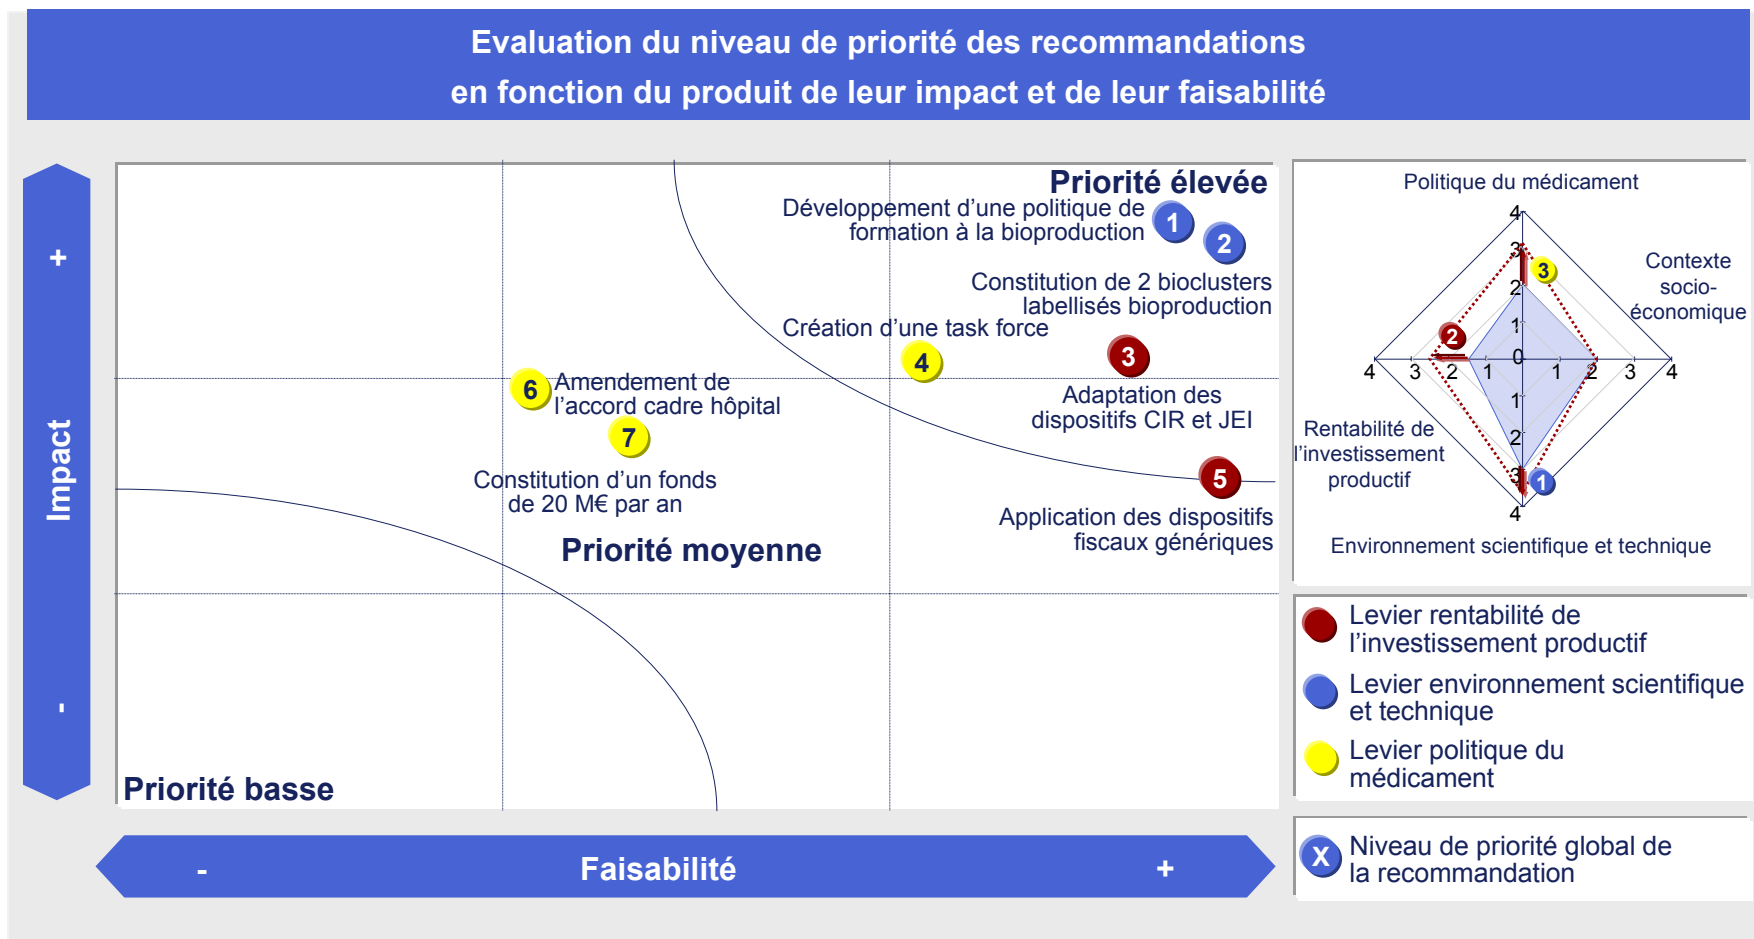 Evaluation du niveau de priorité des recommandations
en fonction du produit de leur impact et de leur faisabilité
+
Impact
-
Priorité élevée
Développement d’une politique de
formation à la bioproduction
1
2
Constitution de 2 bioclusters
labellisés bioproduction
Création d’une task force
4
3
Adaptation des
dispositifs CIR et JEI
6
Amendement de
l’accord cadre hôpital
7
Constitution d’un fonds
de 20 M€ par an
5
Application des dispositifs
fiscaux génériques
Priorité moyenne
Priorité basse
-
Faisabilité
+
Politique du médicament
4
3
3
2
1
0
Contexte
socio-
économique
2
4
3
2
1
1
2
3
4
1
2
3
1
4
Rentabilité de
l’investissement
productif
Environnement scientifique et technique
Levier rentabilité de
l’investissement productif
Levier environnement scientifique
et technique
Levier politique du
médicament
X
Niveau de priorité global de
la recommandation